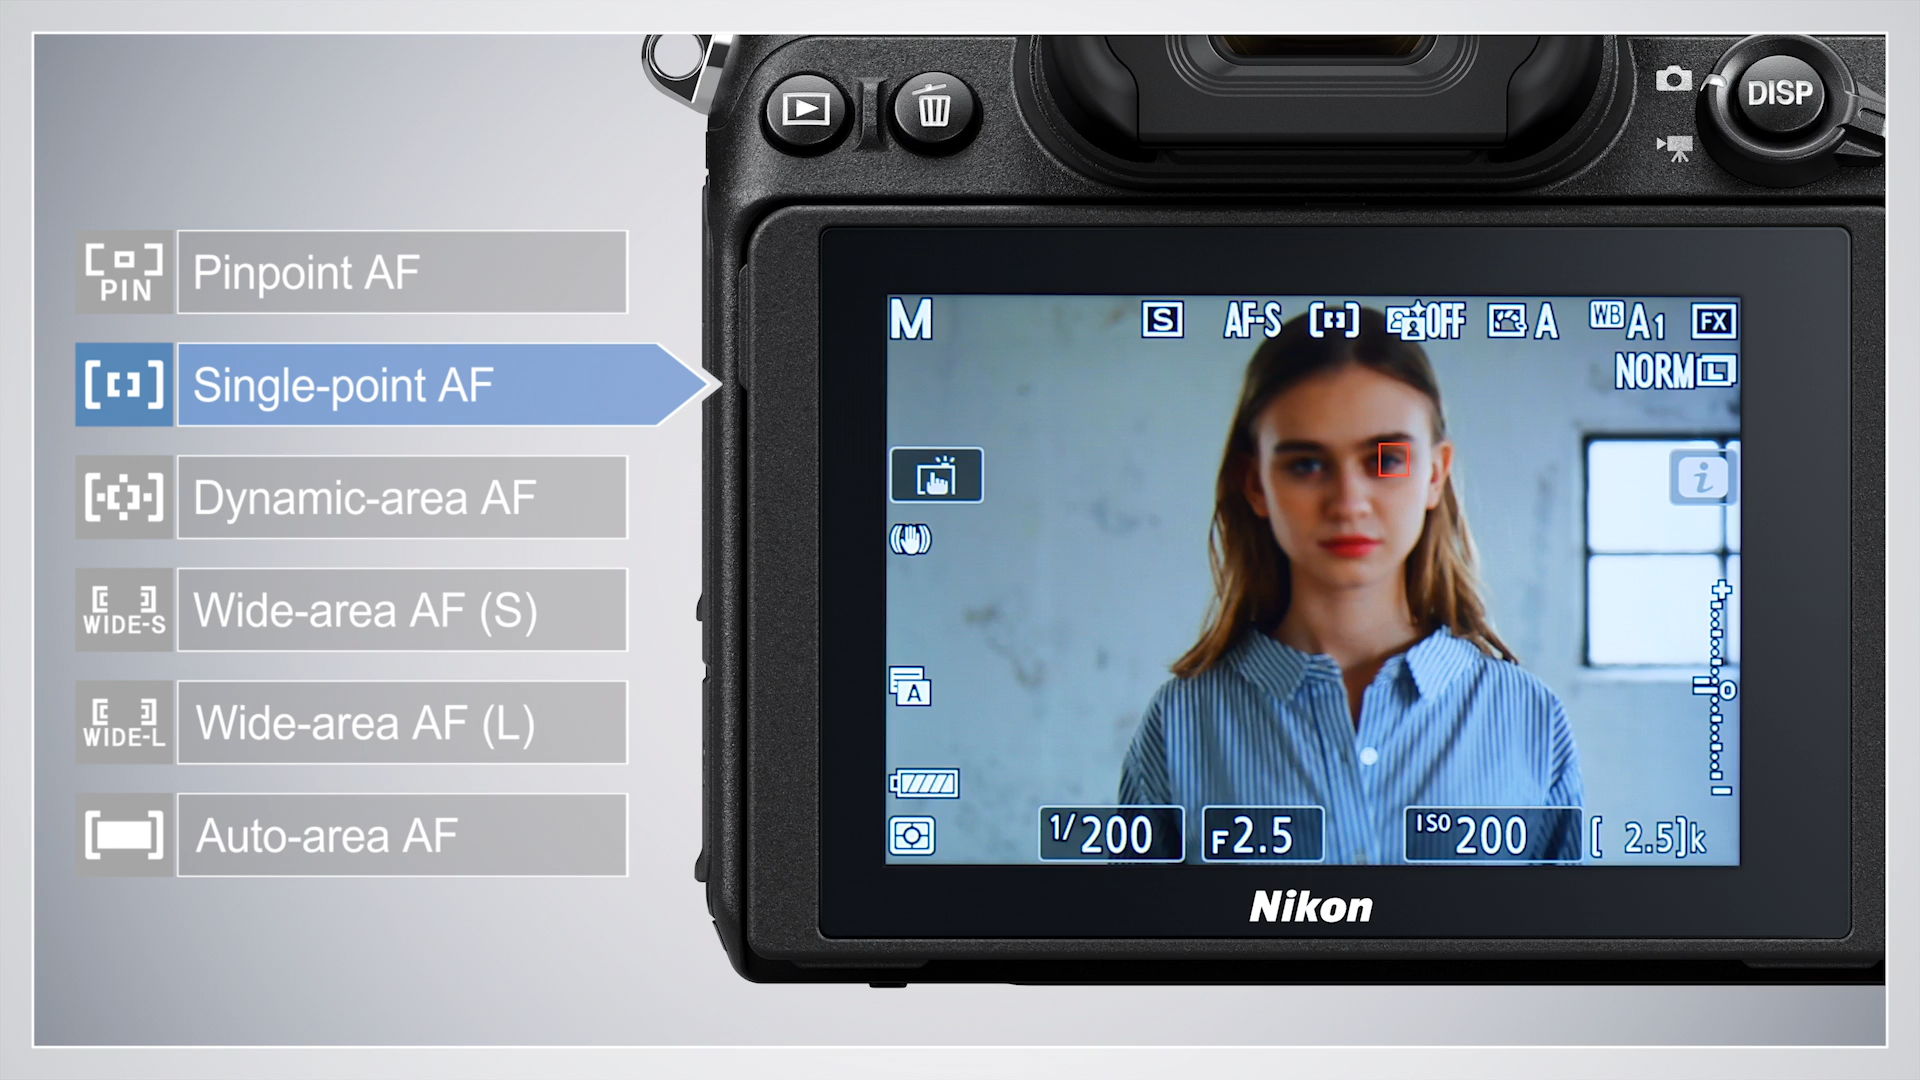 PIN Pinpoint AF
Single-point AF
Dynamic-area AF
WIDE-S Wide-area AF (S)
WIDE-L Wide-area AF (L)
Auto-area AF
DISP
M S AF-S OFF A WB A1 FX
NORM L
i
A
1/200 F2.5 ISO 200 [ 2.5]k
Nikon